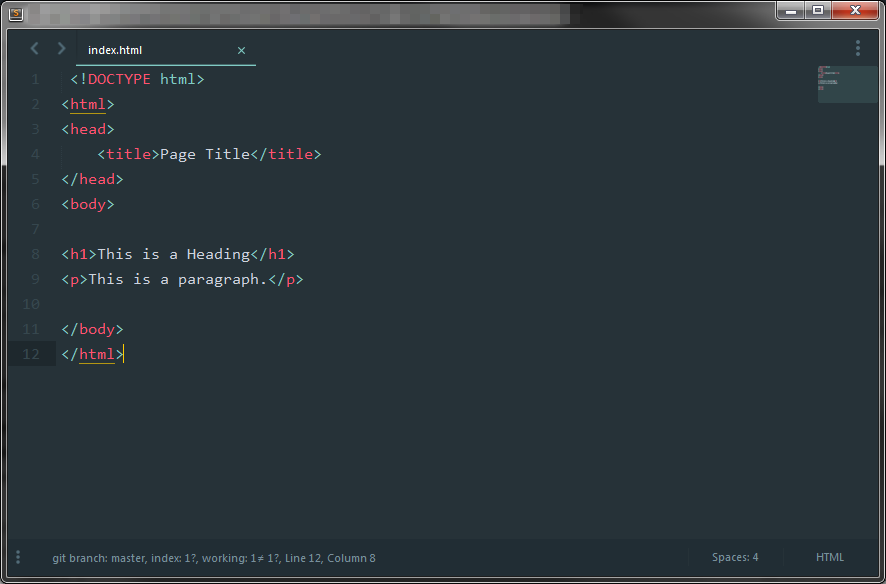 index.html ×
1 <!DOCTYPE html>
2 <html>
3 <head>
4     <title>Page Title</title>
5 </head>
6 <body>
7
8 <h1>This is a Heading</h1>
9 <p>This is a paragraph.</p>
10
11 </body>
12 </html>
git branch: master, index: 1?, working: 1≠ 1?, Line 12, Column 8 Spaces: 4 HTML